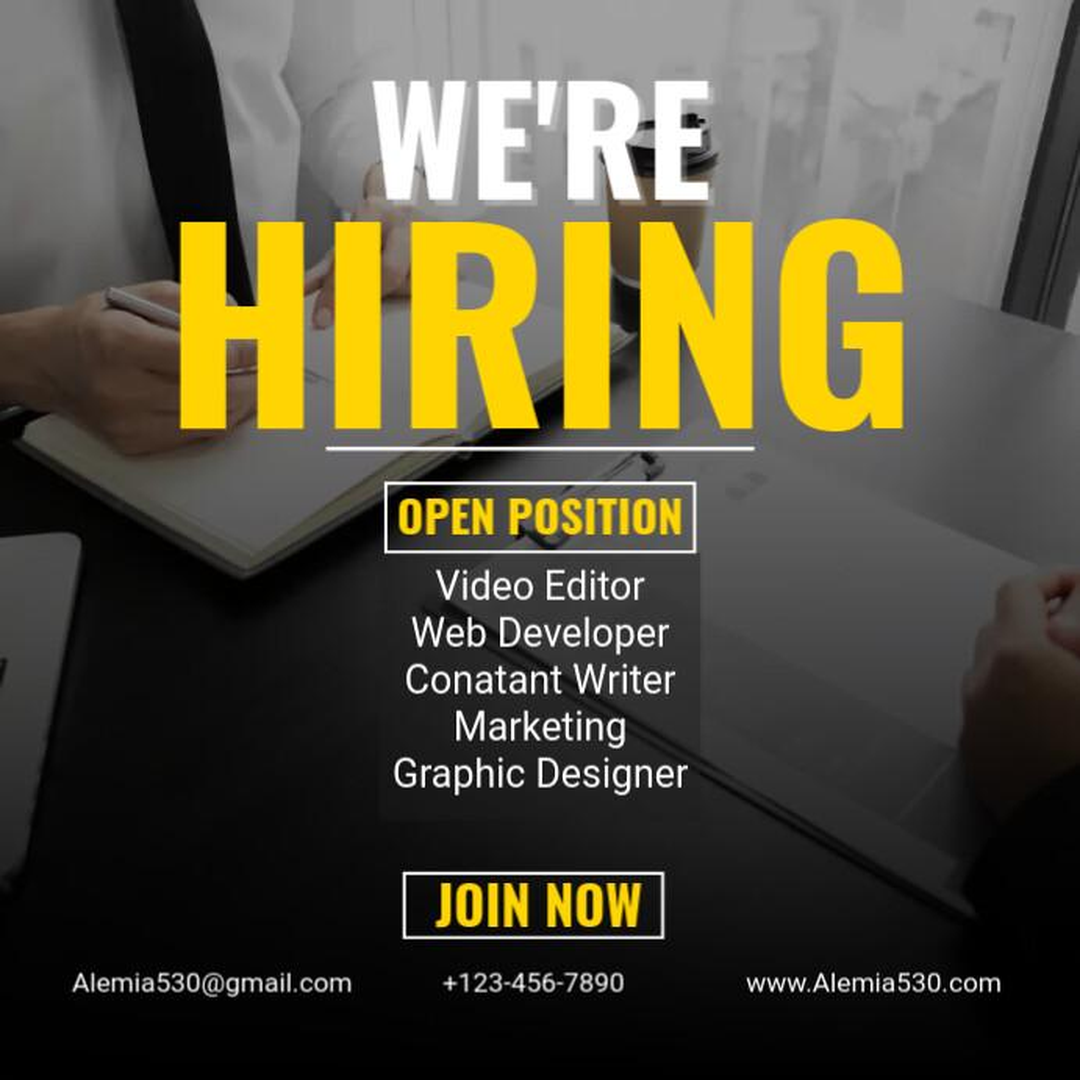 WE'RE
HIRING
OPEN POSITION
Video Editor
Web Developer
Conatant Writer
Marketing
Graphic Designer
JOIN NOW
Alemia530@gmail.com +123-456-7890 www.Alemia530.com